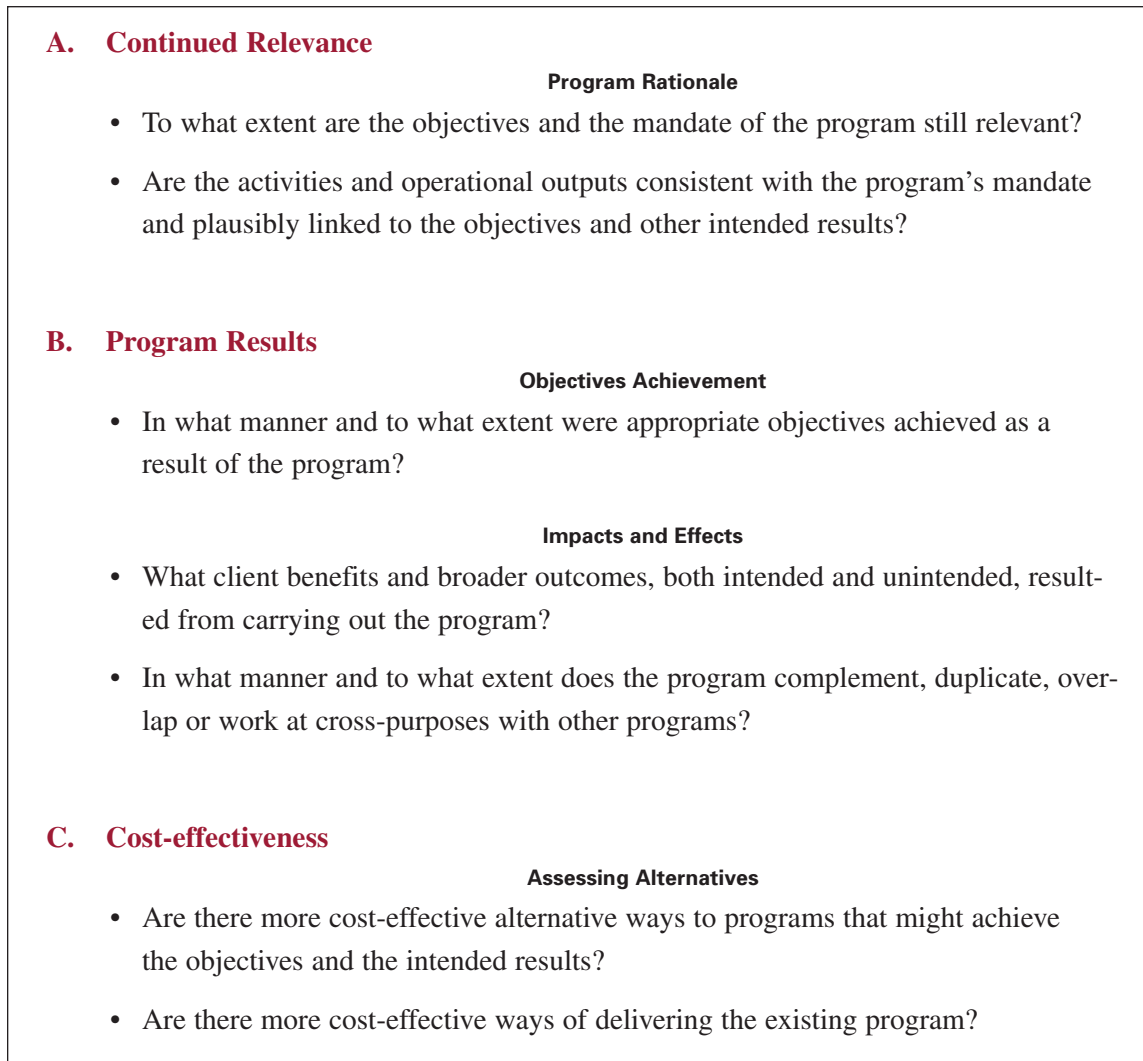 A. Continued Relevance
Program Rationale
• To what extent are the objectives and the mandate of the program still relevant?
• Are the activities and operational outputs consistent with the program's mandate
and plausibly linked to the objectives and other intended results?
B. Program Results
Objectives Achievement
• In what manner and to what extent were appropriate objectives achieved as a
result of the program?
Impacts and Effects
• What client benefits and broader outcomes, both intended and unintended, result-
ed from carrying out the program?
• In what manner and to what extent does the program complement, duplicate, over-
lap or work at cross-purposes with other programs?
C. Cost-effectiveness
Assessing Alternatives
• Are there more cost-effective alternative ways to programs that might achieve
the objectives and the intended results?
• Are there more cost-effective ways of delivering the existing program?